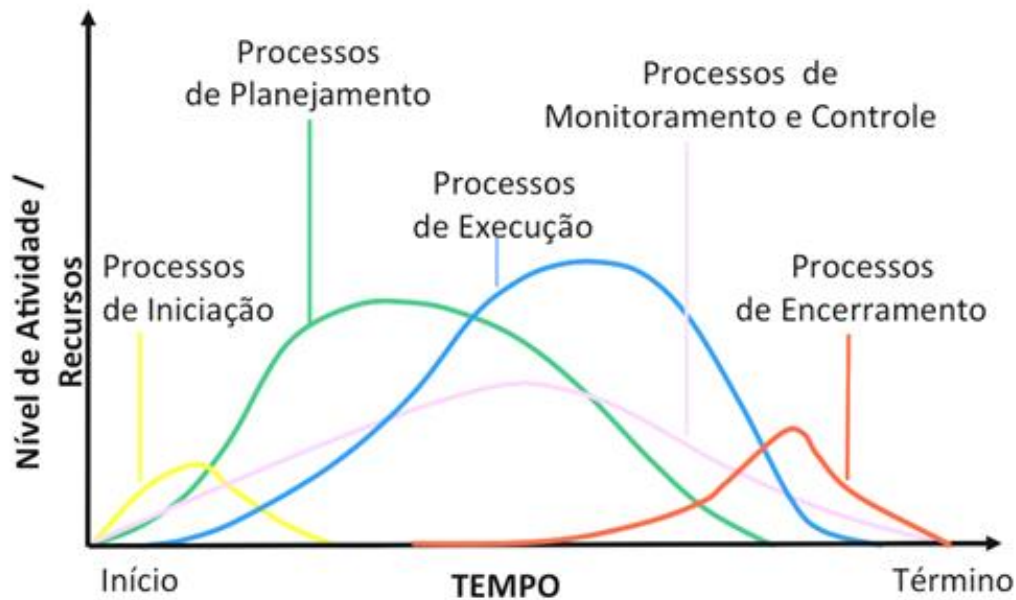 Processos
de Planejamento
Processos de
Monitoramento e Controle
Processos
de Execução
Processos
de Iniciação
Processos
de Encerramento
Nível de Atividade /
Recursos
Início
TEMPO
Término